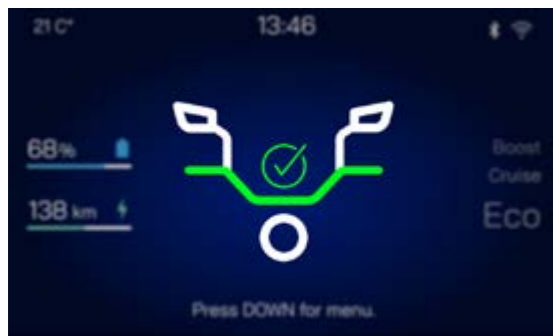 21 C°
13:46
68%
138 km
Boost
Cruise
Eco
Press DOWN for menu.